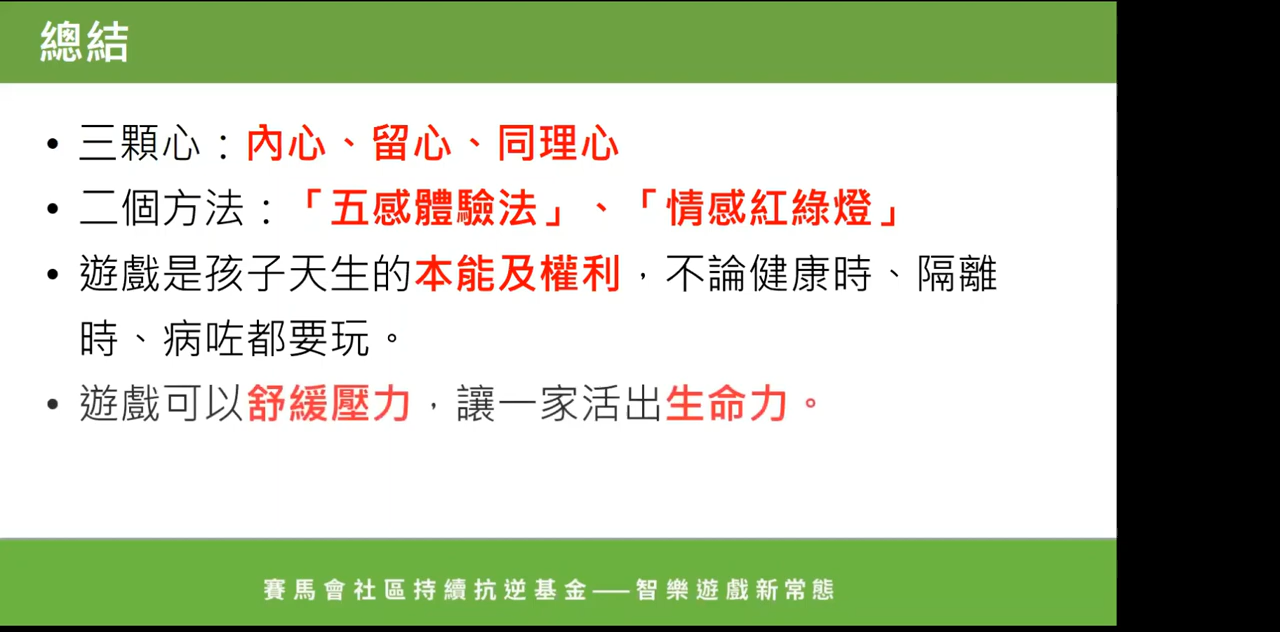 總結
• 三顆心：內心、留心、同理心
• 二個方法：「五感體驗法」、「情感紅綠燈」
• 遊戲是孩子天生的本能及權利，不論健康時、隔離
時、病咗都要玩。
• 遊戲可以舒緩壓力，讓一家活出生命力。
賽馬會社區持續抗逆基金——智樂遊戲新常態